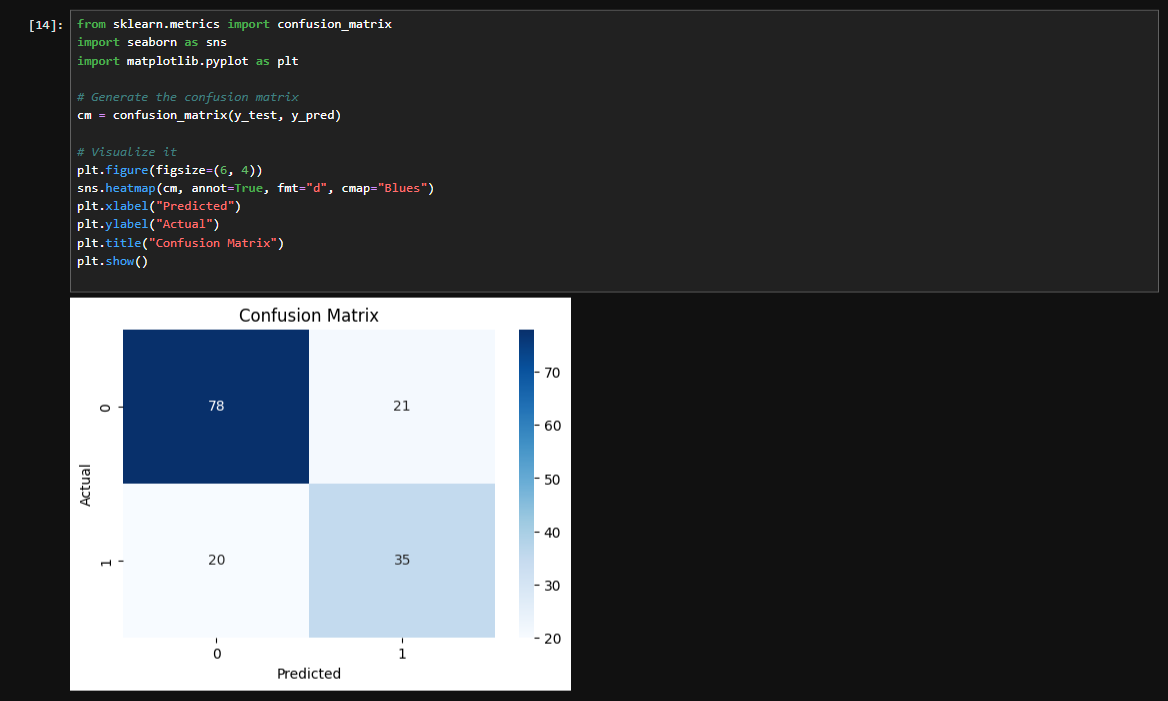 [14]:
from sklearn.metrics import confusion_matrix
import seaborn as sns
import matplotlib.pyplot as plt
# Generate the confusion matrix
cm = confusion_matrix(y_test, y_pred)
# Visualize it
plt.figure(figsize=(6, 4))
sns.heatmap(cm, annot=True, fmt="d", cmap="Blues")
plt.xlabel("Predicted")
plt.ylabel("Actual")
plt.title("Confusion Matrix")
plt.show()
Confusion Matrix
Actual
0
78
21
1
20
35
0
1
Predicted
70
60
50
40
30
20